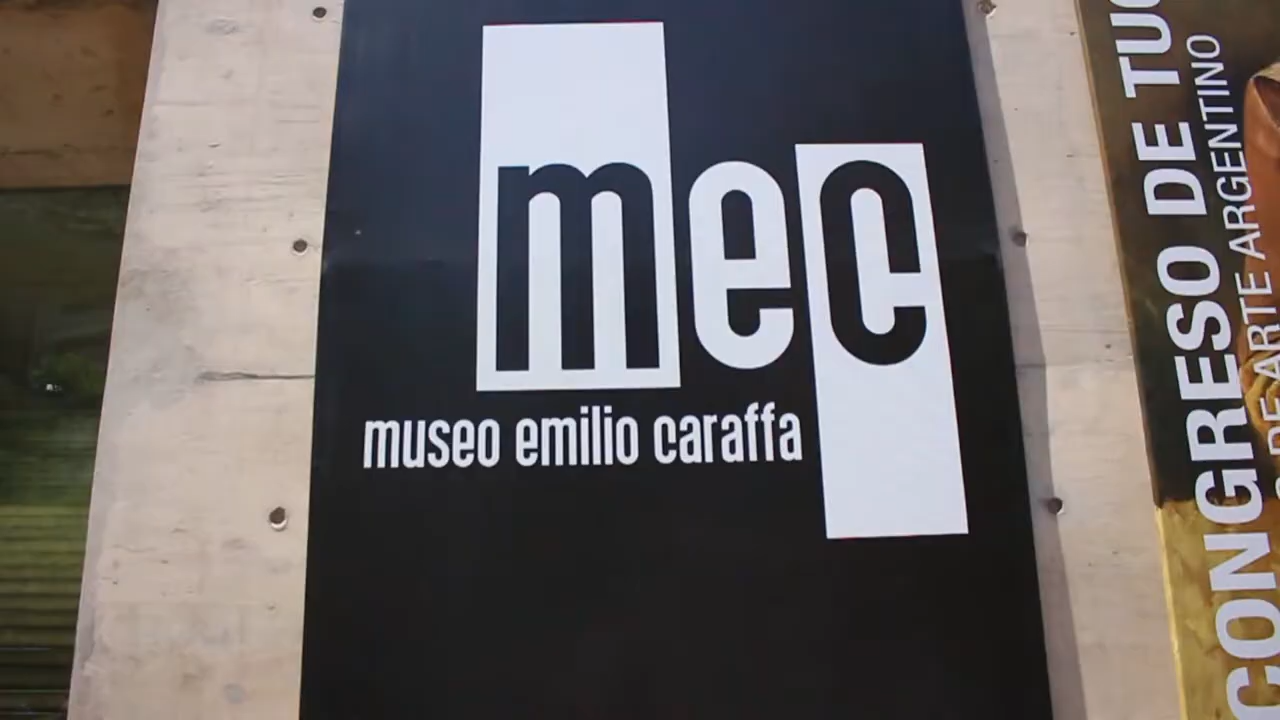 mec
museo emilio caraffa
CONGRESO DE TUC
DE ARTE ARGENTINO